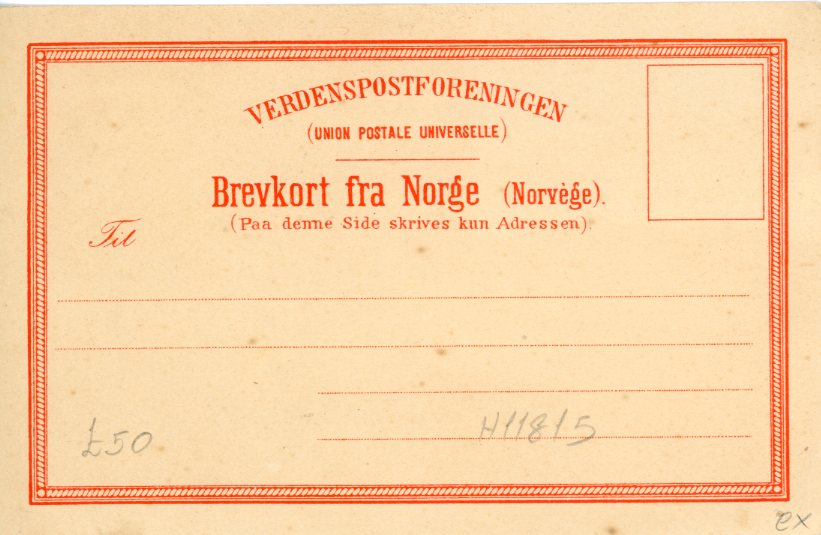 VERDENSPOSTFORENINGEN
(UNION POSTALE UNIVERSELLE)
Brevkort fra Norge (Norvège).
(Paa denne Side skrives kun Adressen).
Til
£50
H11815
ex